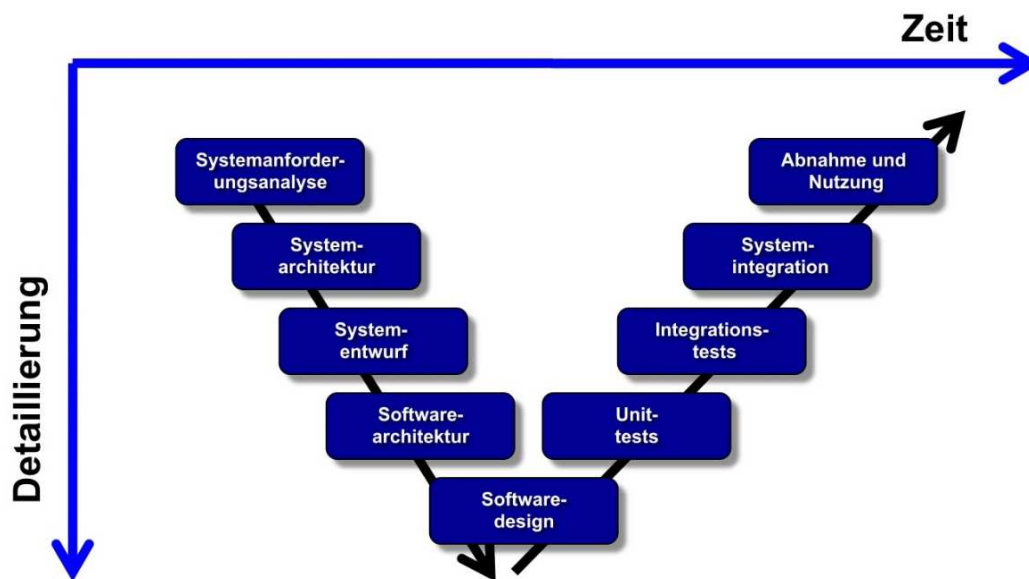 Zeit
Detaillierung
Systemanforder-
ungsanalyse
Abnahme und
Nutzung
System-
architektur
System-
integration
System-
entwurf
Integrations-
tests
Software-
architektur
Unit-
tests
Software-
design